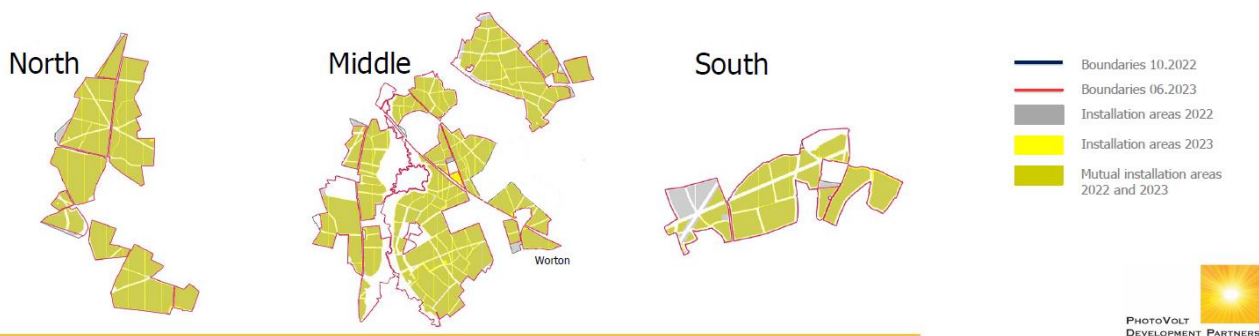 North
Middle
South
Worton
Boundaries 10.2022
Boundaries 06.2023
Installation areas 2022
Installation areas 2023
Mutual installation areas
2022 and 2023
PHOTOVOLT
DEVELOPMENT PARTNERS